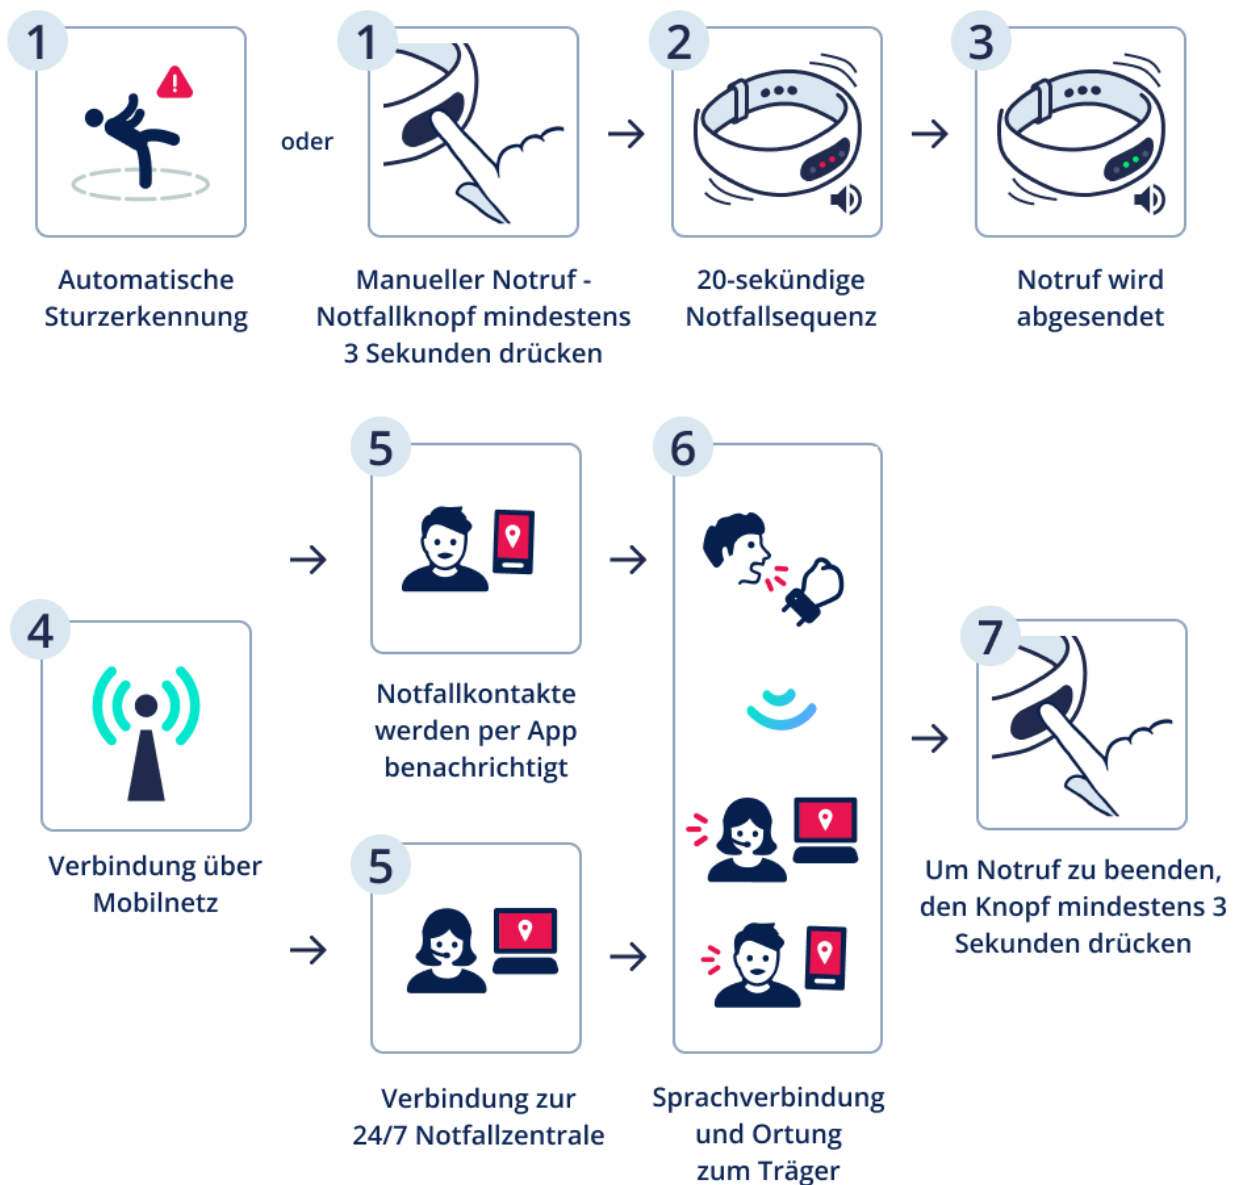 1
Automatische
Sturzerkennung
oder
1
Manueller Notruf -
Notfallknopf mindestens
3 Sekunden drücken
2
20-sekündige
Notfallsequenz
3
Notruf wird
abgesendet
4
Verbindung über
Mobilnetz
5
Notfallkontakte
werden per App
benachrichtigt
5
Verbindung zur
24/7 Notfallzentrale
6
Sprachverbindung
und Ortung
zum Träger
7
Um Notruf zu beenden,
den Knopf mindestens 3
Sekunden drücken